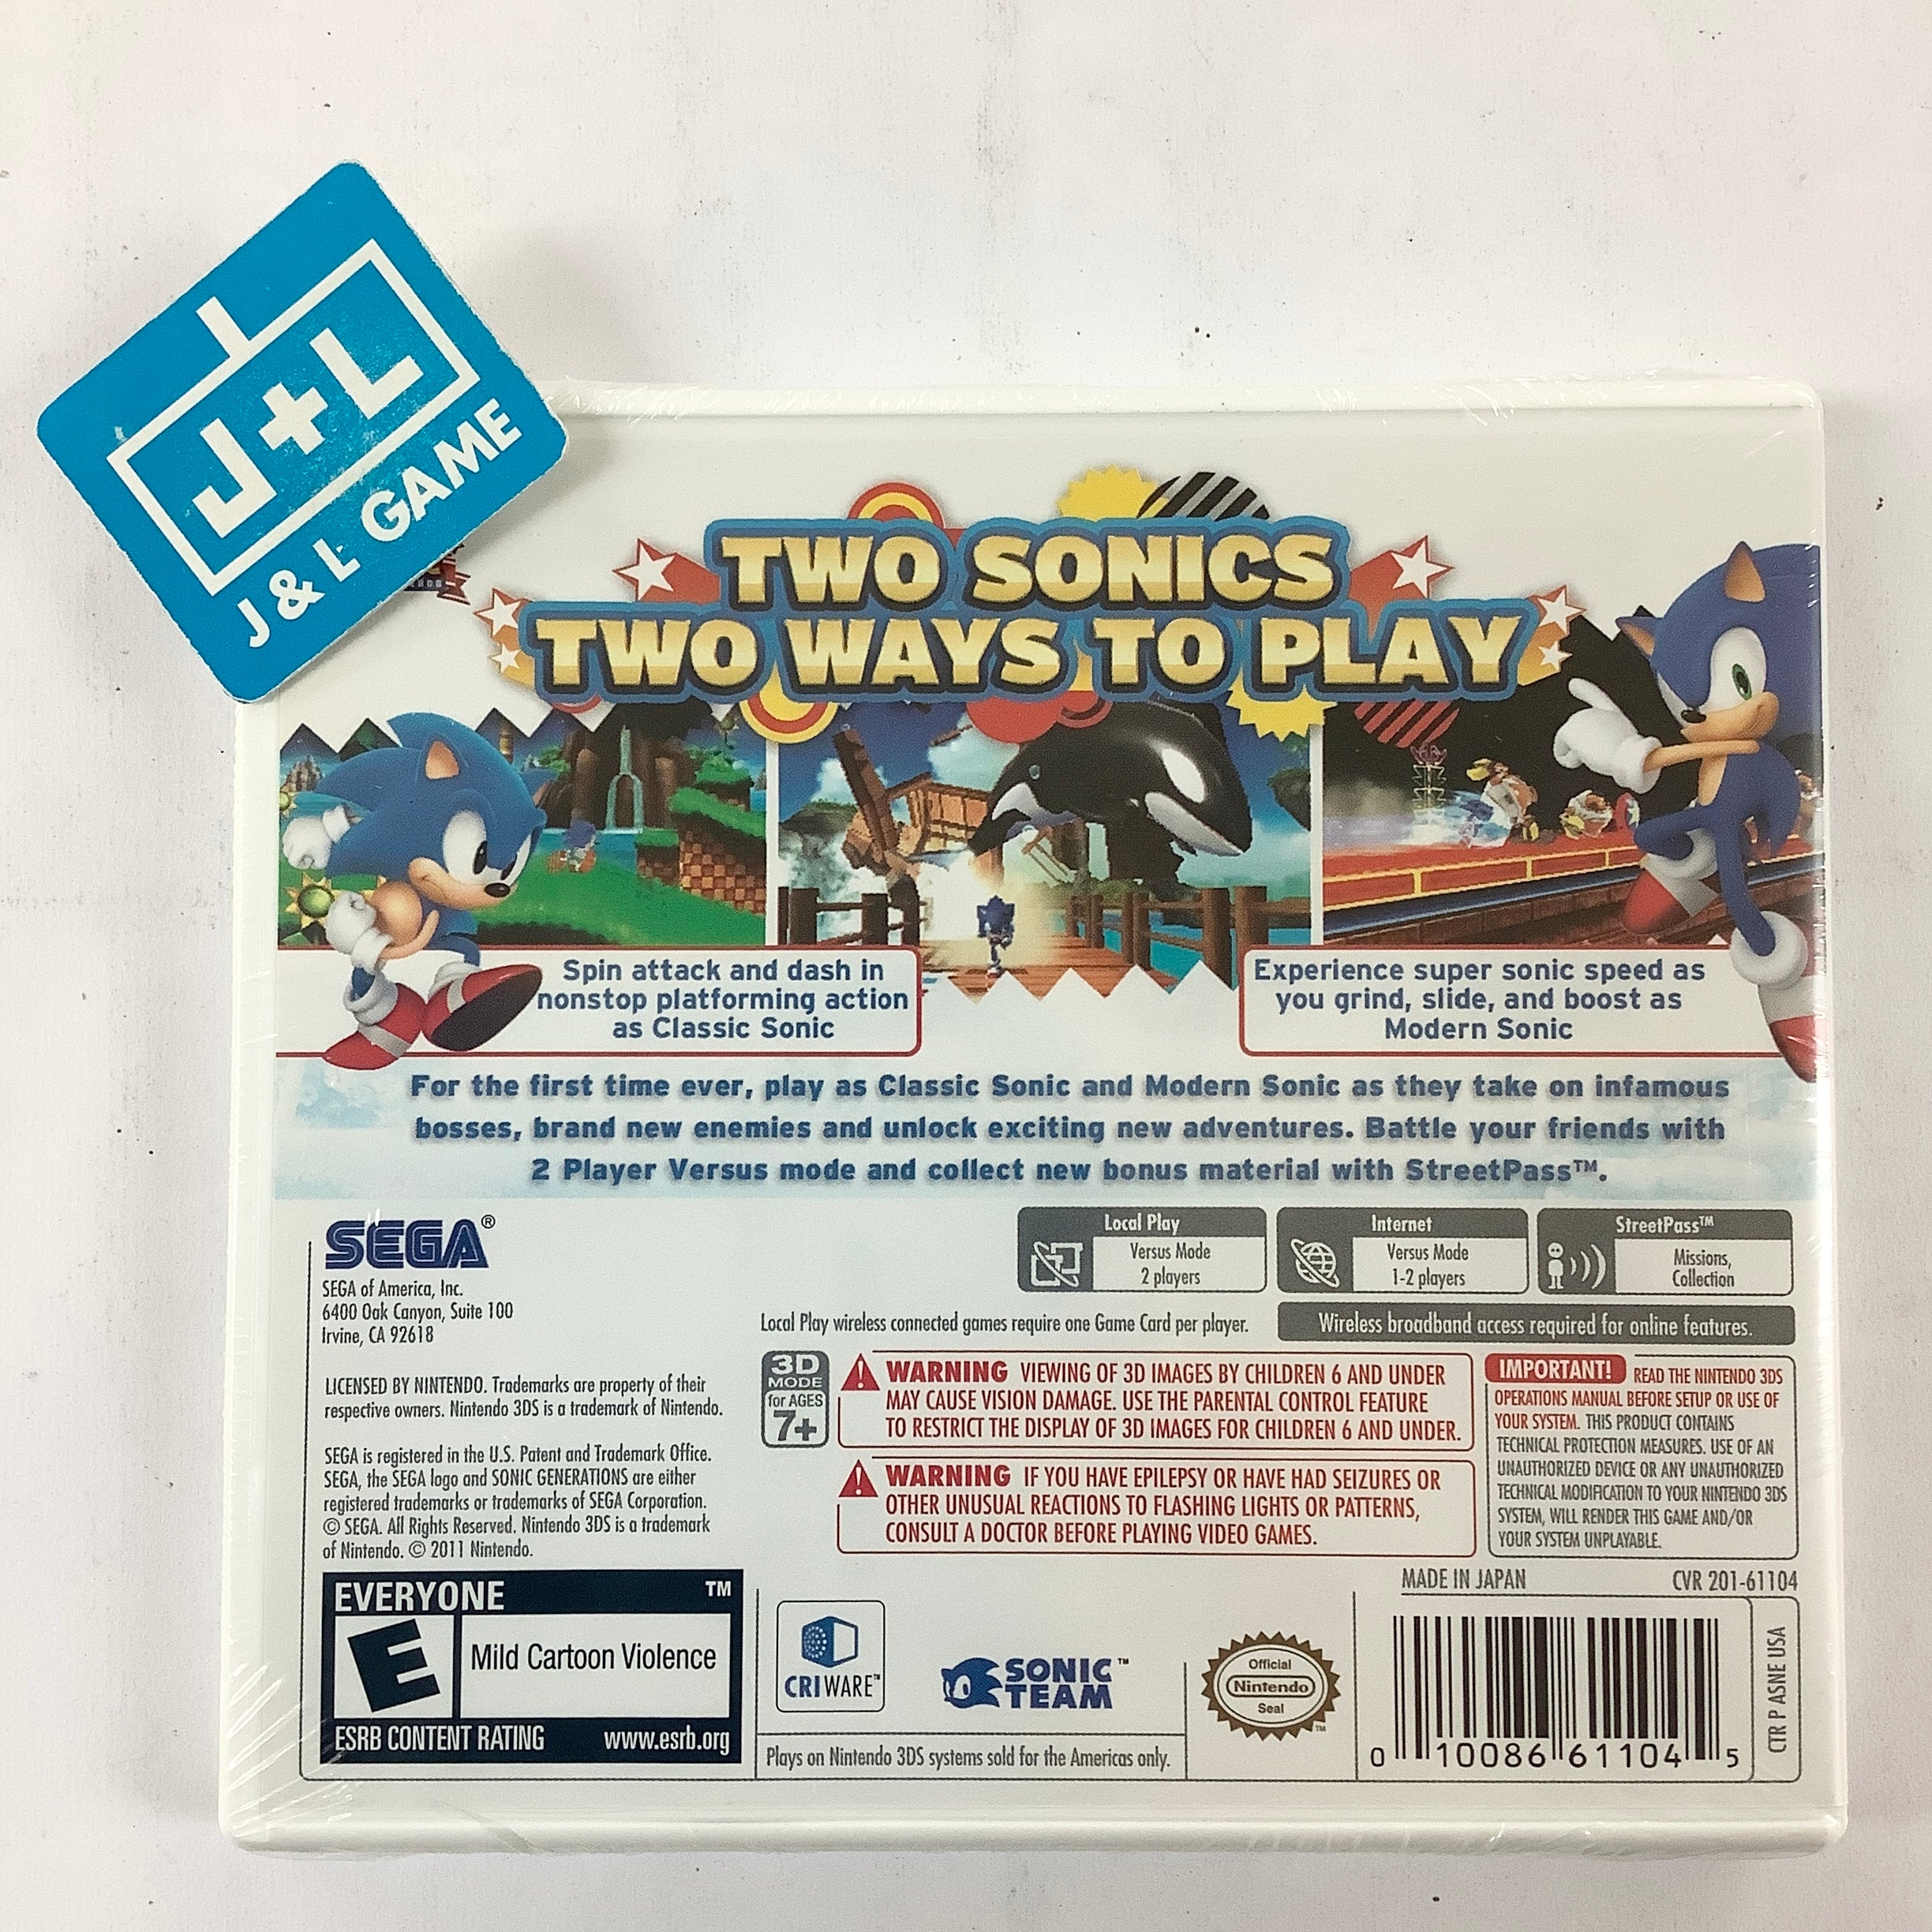 J+L
J & L GAME
TWO SONICS
TWO WAYS TO PLAY
Spin attack and dash in
nonstop platforming action
as Classic Sonic
Experience super sonic speed as
you grind, slide, and boost as
Modern Sonic
For the first time ever, play as Classic Sonic and Modern Sonic as they take on infamous
bosses, brand new enemies and unlock exciting new adventures. Battle your friends with
2 Player Versus mode and collect new bonus material with StreetPass™.
SEGA®
SEGA of America, Inc.
6400 Oak Canyon, Suite 100
Irvine, CA 92618
LICENSED BY NINTENDO. Trademarks are property of their
respective owners. Nintendo 3DS is a trademark of Nintendo.
SEGA is registered in the U.S. Patent and Trademark Office.
SEGA, the SEGA logo and SONIC GENERATIONS are either
registered trademarks or trademarks of SEGA Corporation.
© SEGA. All Rights Reserved. Nintendo 3DS is a trademark
of Nintendo. © 2011 Nintendo.
Local Play
Versus Mode
2 players
Internet
Versus Mode
1-2 players
StreetPass™
Missions,
Collection
Local Play wireless connected games require one Game Card per player.
Wireless broadband access required for online features.
3D
MODE
for AGES
7+
WARNING VIEWING OF 3D IMAGES BY CHILDREN 6 AND UNDER
MAY CAUSE VISION DAMAGE. USE THE PARENTAL CONTROL FEATURE
TO RESTRICT THE DISPLAY OF 3D IMAGES FOR CHILDREN 6 AND UNDER.
WARNING IF YOU HAVE EPILEPSY OR HAVE HAD SEIZURES OR
OTHER UNUSUAL REACTIONS TO FLASHING LIGHTS OR PATTERNS,
CONSULT A DOCTOR BEFORE PLAYING VIDEO GAMES.
IMPORTANT! READ THE NINTENDO 3DS
OPERATIONS MANUAL BEFORE SETUP OR USE OF
YOUR SYSTEM. THIS PRODUCT CONTAINS
TECHNICAL PROTECTION MEASURES. USE OF AN
UNAUTHORIZED DEVICE OR ANY UNAUTHORIZED
TECHNICAL MODIFICATION TO YOUR NINTENDO 3DS
SYSTEM, WILL RENDER THIS GAME AND/OR
YOUR SYSTEM UNPLAYABLE.
MADE IN JAPAN CVR 201-61104
EVERYONE ™
E
Mild Cartoon Violence
ESRB CONTENT RATING www.esrb.org
CRIWARE™
SONIC™
TEAM
Plays on Nintendo 3DS systems sold for the Americas only.
Official
Nintendo
Seal
™
0 10086 61104 5
CTR P ASNE USA